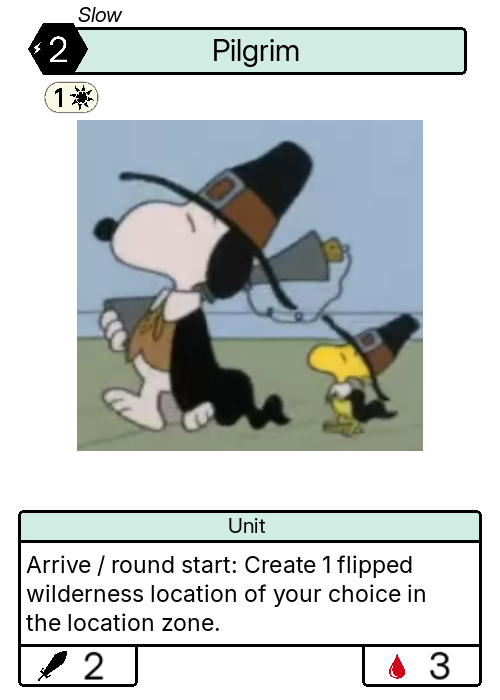 Slow
2
Pilgrim
1
Unit
Arrive / round start: Create 1 flipped
wilderness location of your choice in
the location zone.
2
3